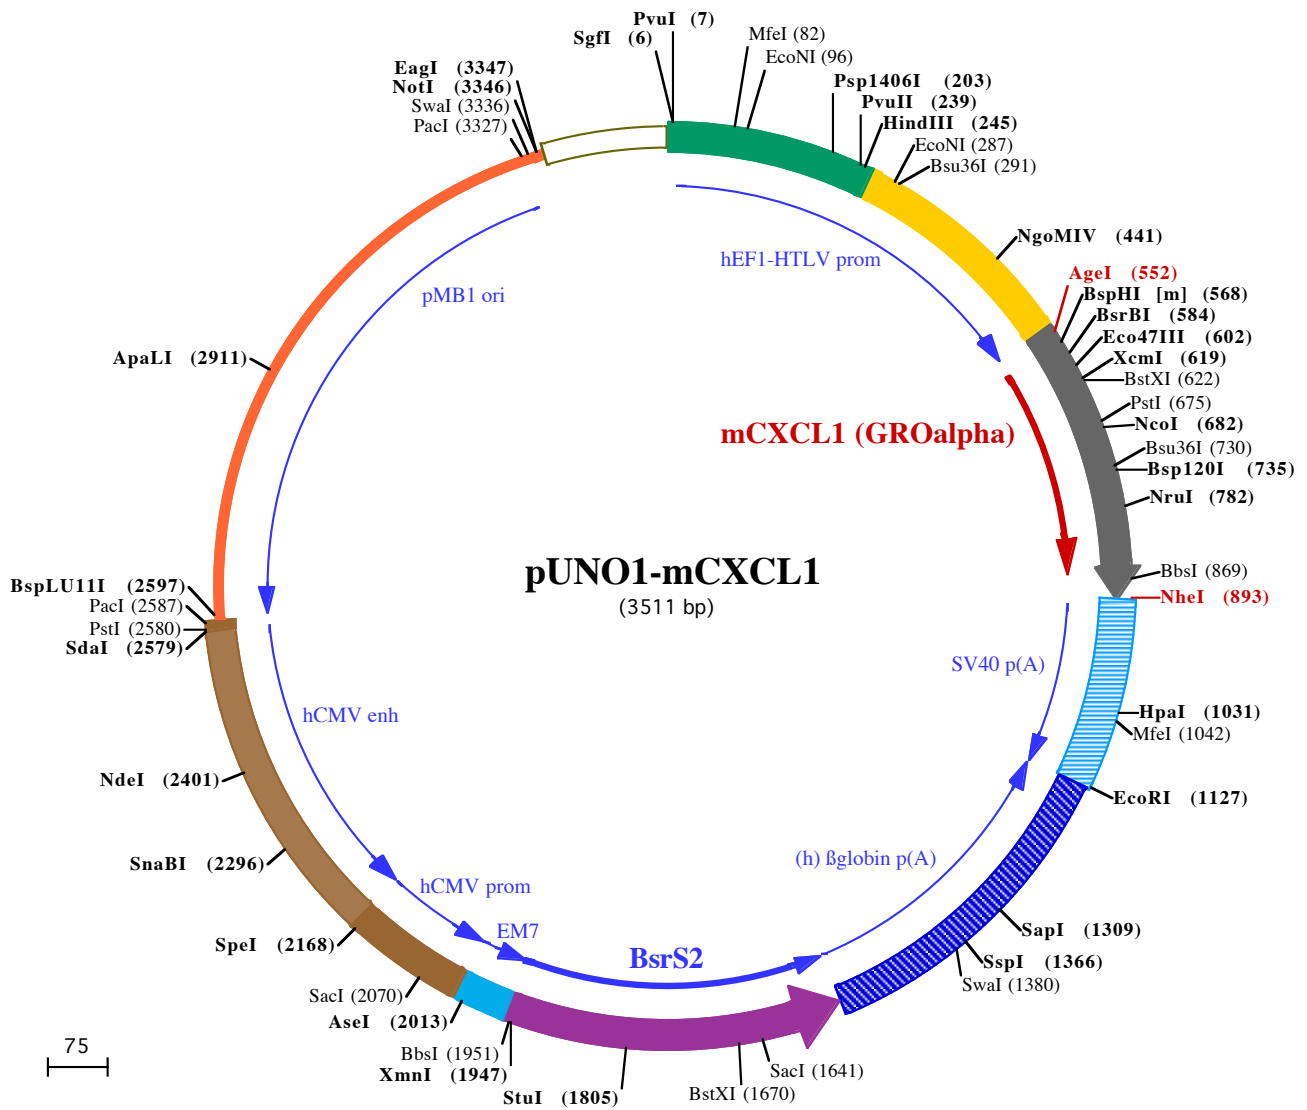 PvuI (7)
SgfI (6)
MfeI (82)
EcoNI (96)
EagI (3347)
NotI (3346)
SwaI (3336)
PacI (3327)
Psp1406I (203)
PvuII (239)
HindIII (245)
EcoNI (287)
Bsu36I (291)
NgoMIV (441)
hEF1-HTLV prom
pMB1 ori
AgeI (552)
BspHI [m] (568)
BsrBI (584)
Eco47III (602)
XcmI (619)
BstXI (622)
PstI (675)
NcoI (682)
Bsu36I (730)
Bsp120I (735)
NruI (782)
ApaLI (2911)
mCXCL1 (GROalpha)
pUNO1-mCXCL1
(3511 bp)
BbsI (869)
NheI (893)
BspLU11I (2597)
PacI (2587)
PstI (2580)
SdaI (2579)
SV40 p(A)
hCMV enh
HpaI (1031)
MfeI (1042)
NdeI (2401)
EcoRI (1127)
SnaBI (2296)
(h) ßglobin p(A)
hCMV prom
SpeI (2168)
EM7
BsrS2
SapI (1309)
SspI (1366)
SwaI (1380)
SacI (2070)
AseI (2013)
BbsI (1951)
XmnI (1947)
StuI (1805)
BstXI (1670)
SacI (1641)
75